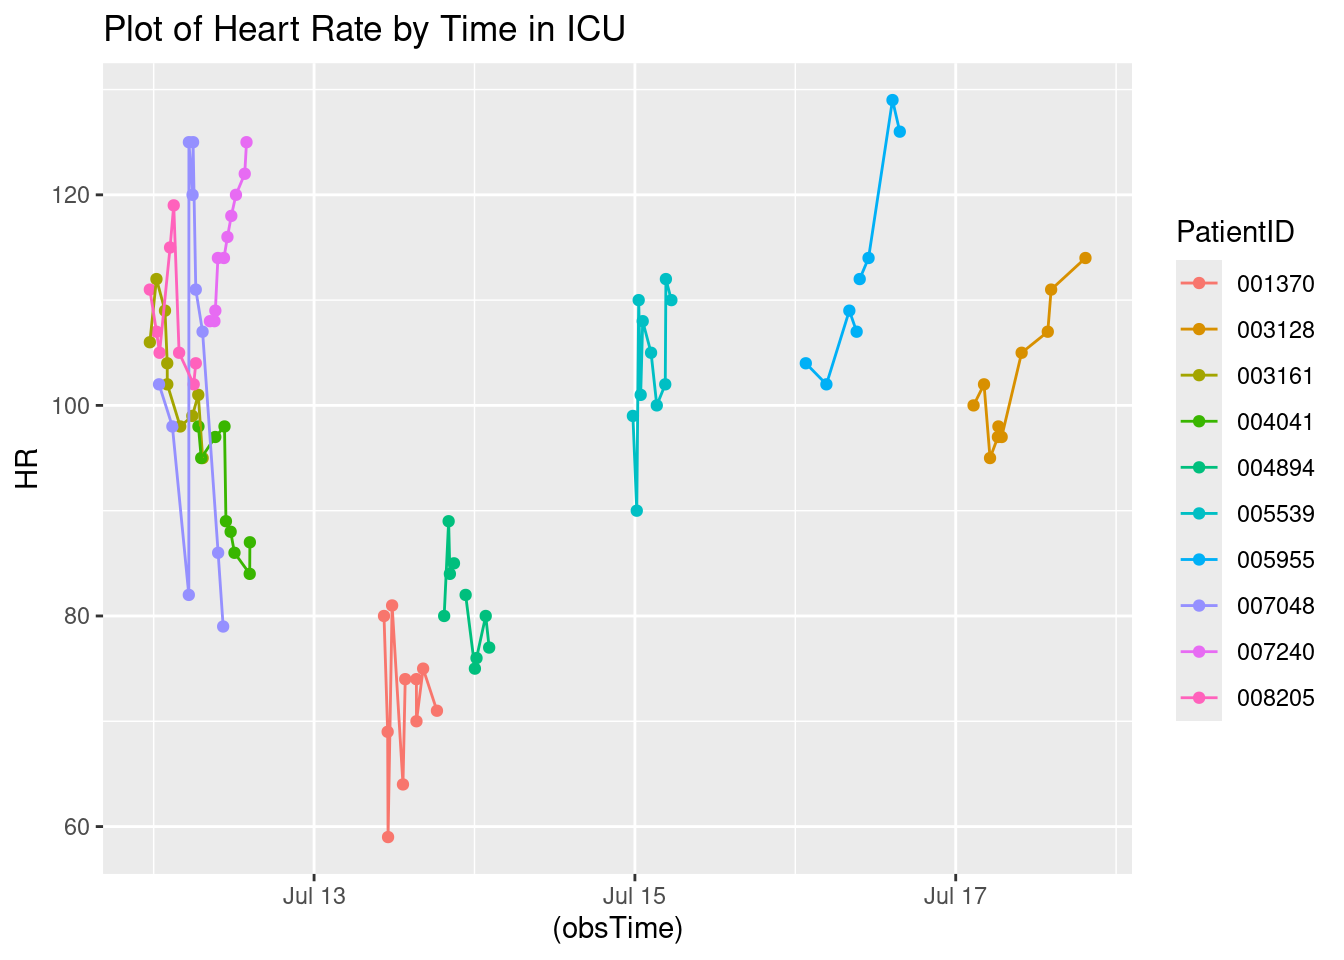 Plot of Heart Rate by Time in ICU
HR
120
100
80
60
Jul 13 Jul 15 Jul 17
(obsTime)
PatientID
001370
003128
003161
004041
004894
005539
005955
007048
007240
008205